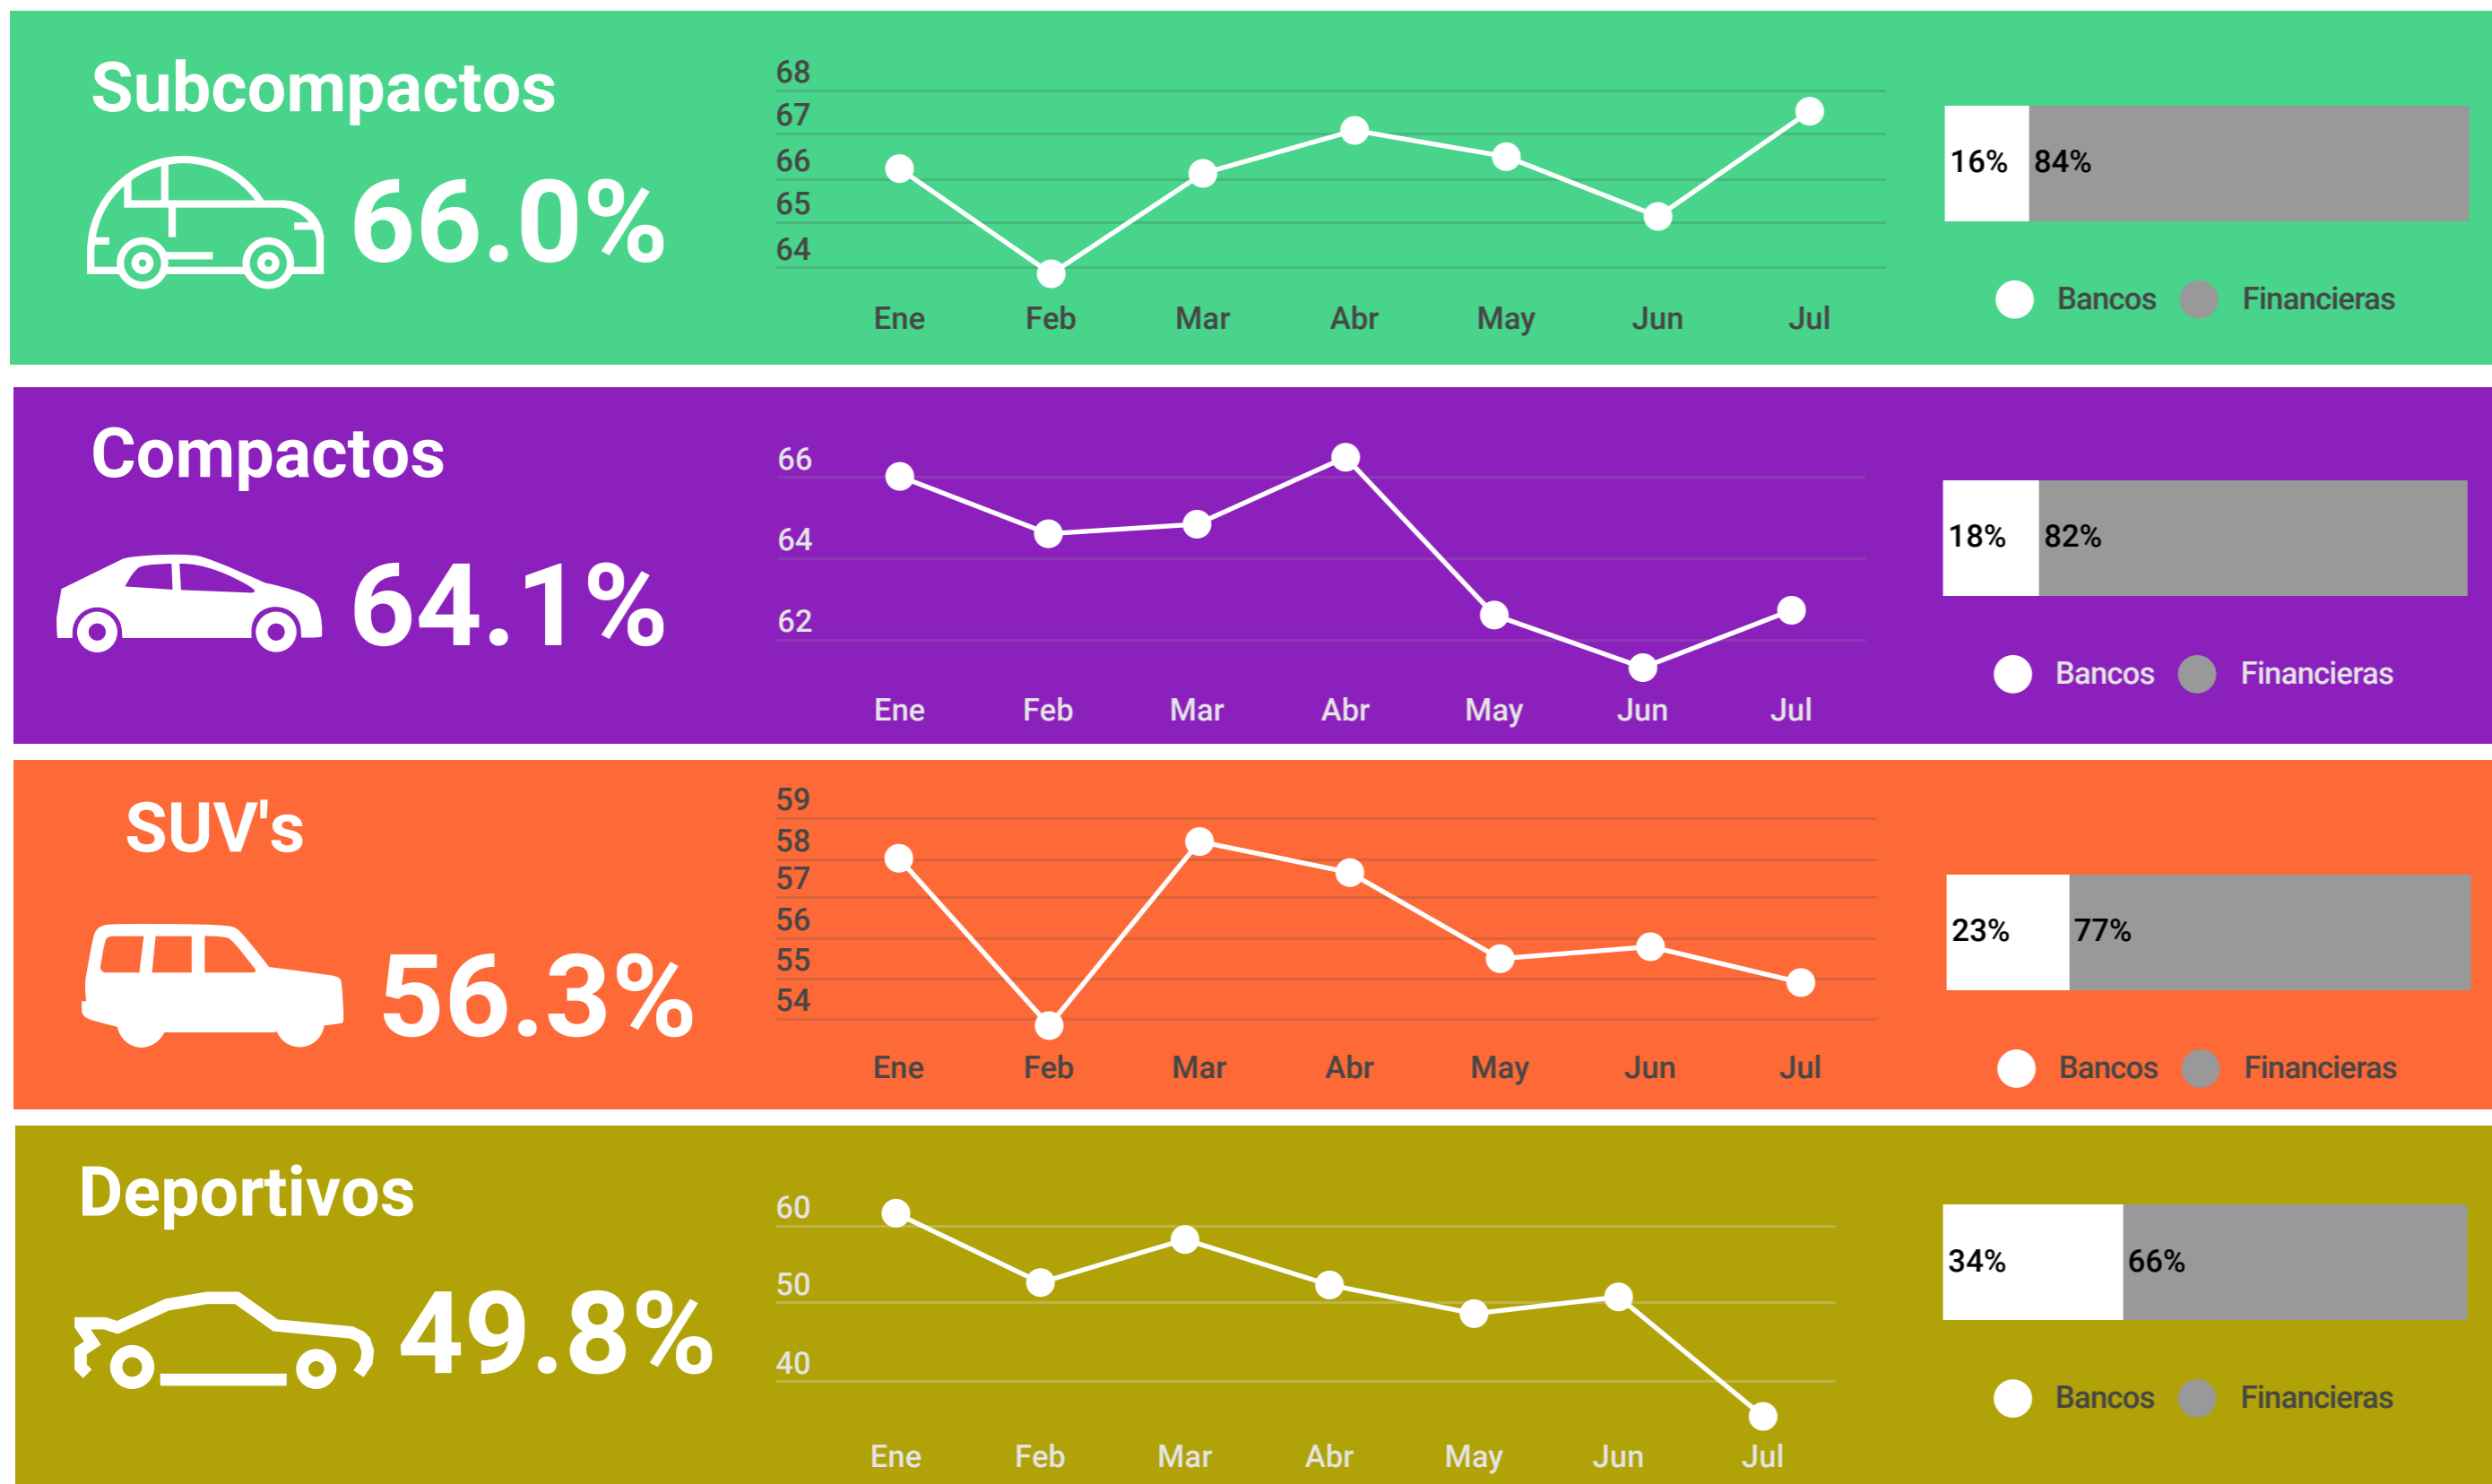 Subcompactos
66.0%
68
67
66
65
64
Ene Feb Mar Abr May Jun Jul
16% 84%
Bancos Financieras
Compactos
64.1%
66
64
62
Ene Feb Mar Abr May Jun Jul
18% 82%
Bancos Financieras
SUV's
56.3%
59
58
57
56
55
54
Ene Feb Mar Abr May Jun Jul
23% 77%
Bancos Financieras
Deportivos
49.8%
60
50
40
Ene Feb Mar Abr May Jun Jul
34% 66%
Bancos Financieras